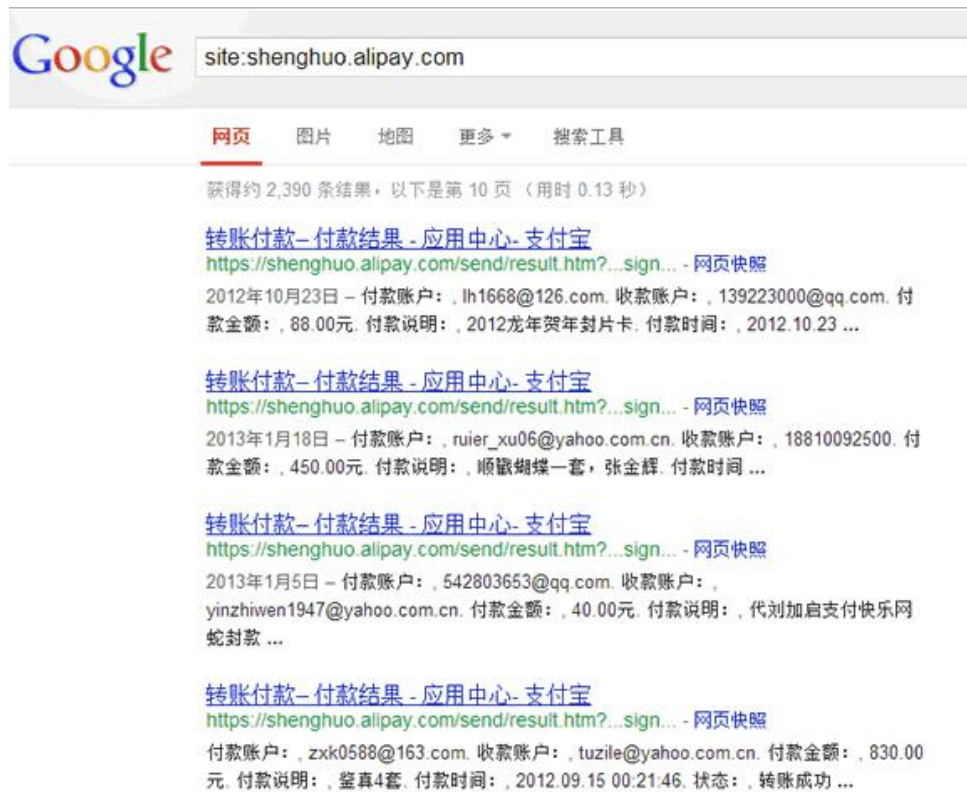 Google site:shenghuo.alipay.com
网页 图片 地图 更多 搜索工具
获得约 2,390 条结果，以下是第 10 页 （用时 0.13 秒）
转账付款– 付款结果 - 应用中心- 支付宝
https://shenghuo.alipay.com/send/result.htm?...sign... - 网页快照
2012年10月23日 – 付款账户：, lh1668@126.com. 收款账户：, 139223000@qq.com. 付
款金额：, 88.00元. 付款说明：, 2012龙年贺年封片卡. 付款时间：, 2012.10.23 ...
转账付款– 付款结果 - 应用中心- 支付宝
https://shenghuo.alipay.com/send/result.htm?...sign... - 网页快照
2013年1月18日 – 付款账户：, ruier_xu06@yahoo.com.cn. 收款账户：, 18810092500. 付
款金额：, 450.00元. 付款说明：, 顺戳蝴蝶一套，张金辉. 付款时间 ...
转账付款– 付款结果 - 应用中心- 支付宝
https://shenghuo.alipay.com/send/result.htm?...sign... - 网页快照
2013年1月5日 – 付款账户：, 542803653@qq.com. 收款账户：,
yinzhiwen1947@yahoo.com.cn. 付款金额：, 40.00元. 付款说明：, 代刘加启支付快乐网
蛇封款 ...
转账付款– 付款结果 - 应用中心- 支付宝
https://shenghuo.alipay.com/send/result.htm?...sign... - 网页快照
付款账户：, zxk0588@163.com. 收款账户：, tuzile@yahoo.com.cn. 付款金额：, 830.00
元. 付款说明：, 鉴真4套. 付款时间：, 2012.09.15 00:21:46. 状态：, 转账成功 ...